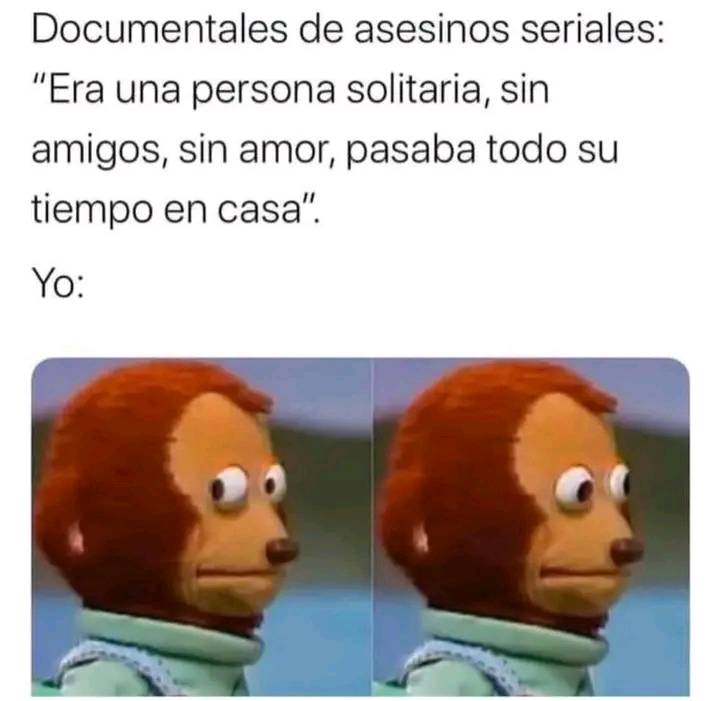 Documentales de asesinos seriales:
"Era una persona solitaria, sin
amigos, sin amor, pasaba todo su
tiempo en casa".
Yo: